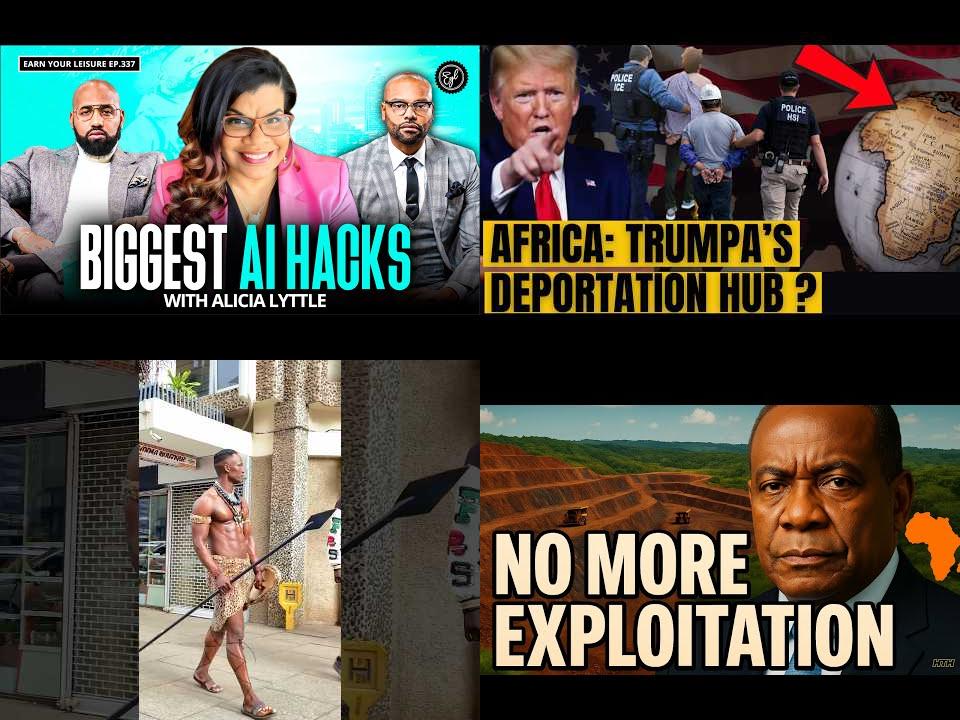 EARN YOUR LEISURE EP.337
BIGGEST AI HACKS
WITH ALICIA LYTTLE
POLICE
ICE
POLICE
HSI
AFRICA: TRUMPA'S
DEPORTATION HUB ?
H
NO MORE
EXPLOITATION
HTH